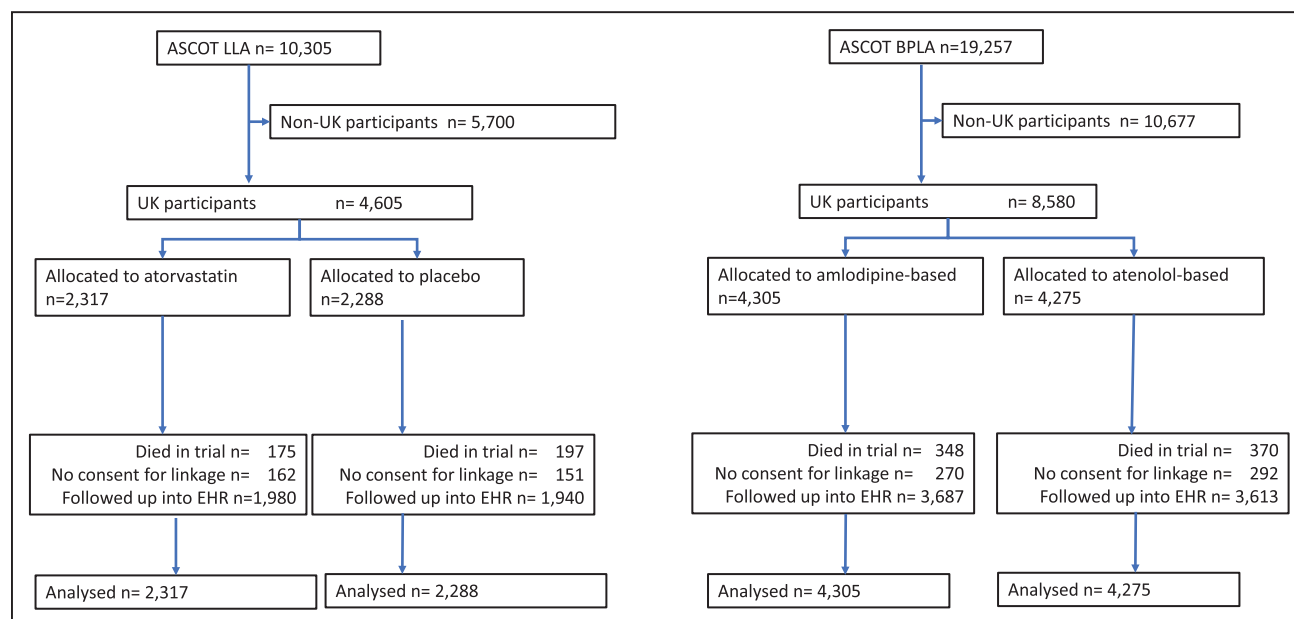 ASCOT LLA n= 10,305
Non-UK participants n= 5,700
UK participants n= 4,605
Allocated to atorvastatin
n=2,317
Allocated to placebo
n=2,288
Died in trial n= 175
No consent for linkage n= 162
Followed up into EHR n=1,980
Died in trial n= 197
No consent for linkage n= 151
Followed up into EHR n= 1,940
Analysed n= 2,317
Analysed n= 2,288
ASCOT BPLA n=19,257
Non-UK participants n= 10,677
UK participants n= 8,580
Allocated to amlodipine-based
n=4,305
Allocated to atenolol-based
n= 4,275
Died in trial n= 348
No consent for linkage n= 270
Followed up into EHR n= 3,687
Died in trial n= 370
No consent for linkage n= 292
Followed up into EHR n= 3,613
Analysed n= 4,305
Analysed n= 4,275